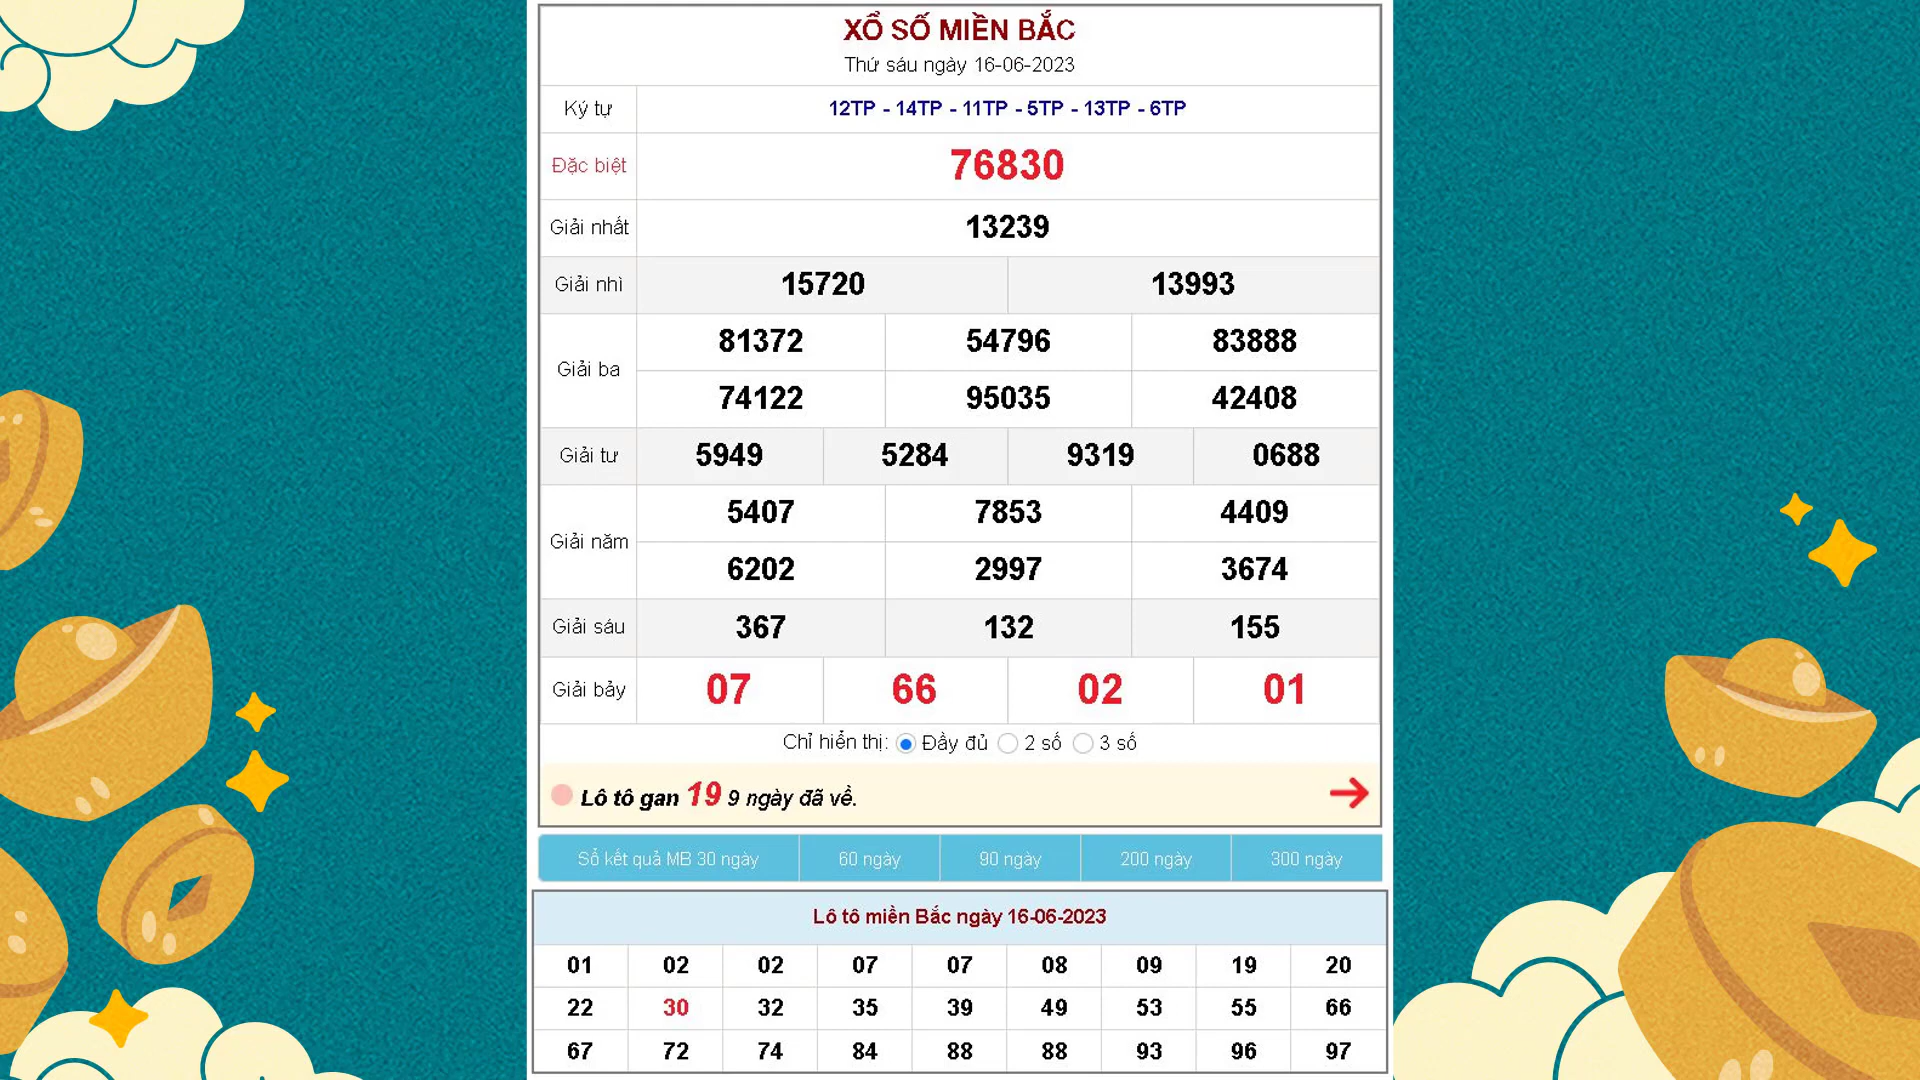 XỔ SỐ MIỀN BẮC
Thứ sáu ngày 16-06-2023
Ký tự 12TP - 14TP - 11TP - 5TP - 13TP - 6TP
Đặc biệt 76830
Giải nhất 13239
Giải nhì 15720 13993
Giải ba
81372 54796 83888
74122 95035 42408
Giải tư 5949 5284 9319 0688
Giải năm
5407 7853 4409
6202 2997 3674
Giải sáu 367 132 155
Giải bảy 07 66 02 01
Chỉ hiển thị: Đầy đủ 2 số 3 số
Lô tô gan 19 9 ngày đã về.
Sổ kết quả MB 30 ngày 60 ngày 90 ngày 200 ngày 300 ngày
Lô tô miền Bắc ngày 16-06-2023
01 02 02 07 07 08 09 19 20
22 30 32 35 39 49 53 55 66
67 72 74 84 88 88 93 96 97